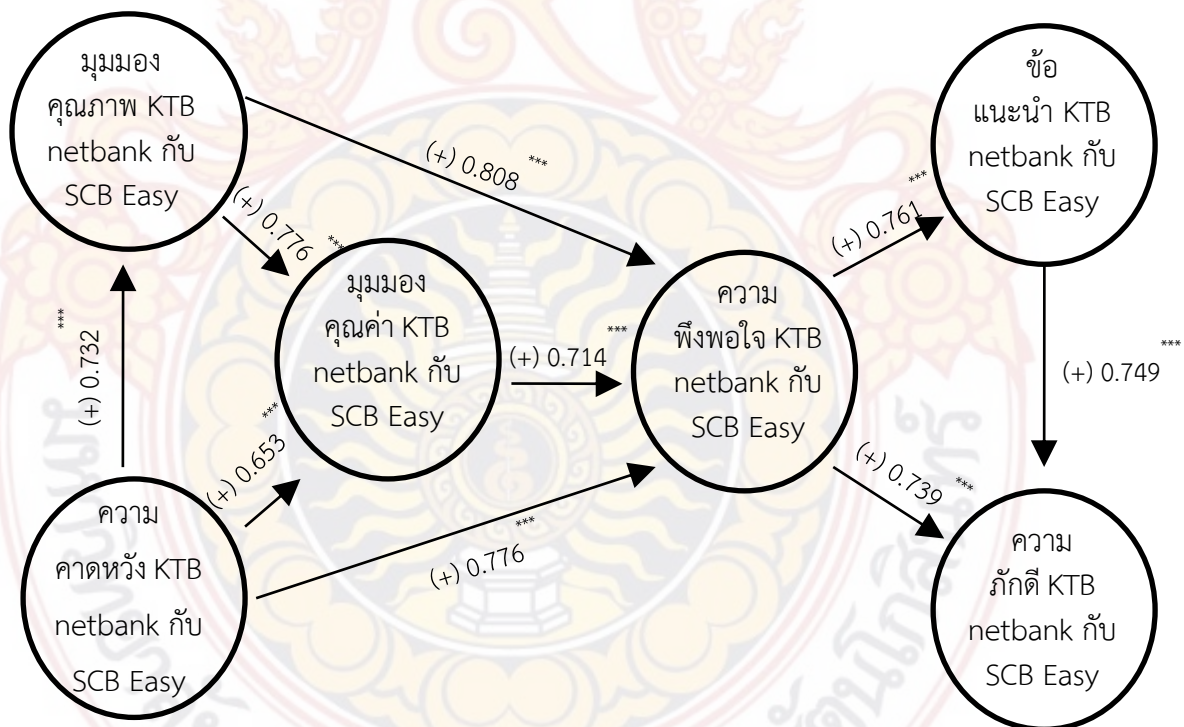 มุมมอง
คุณภาพ KTB
netbank กับ
SCB Easy
ข้อ
แนะนำ KTB
netbank กับ
SCB Easy
(+) 0.808 ***
(+) 0.776 ***
(+) 0.761 ***
มุมมอง
คุณค่า KTB
netbank กับ
SCB Easy
ความ
พึงพอใจ KTB
netbank กับ
SCB Easy
(+) 0.732 ***
(+) 0.714 ***
(+) 0.749 ***
(+) 0.653 ***
(+) 0.739 ***
(+) 0.776 ***
ความ
คาดหวัง KTB
netbank กับ
SCB Easy
ความ
ภักดี KTB
netbank กับ
SCB Easy